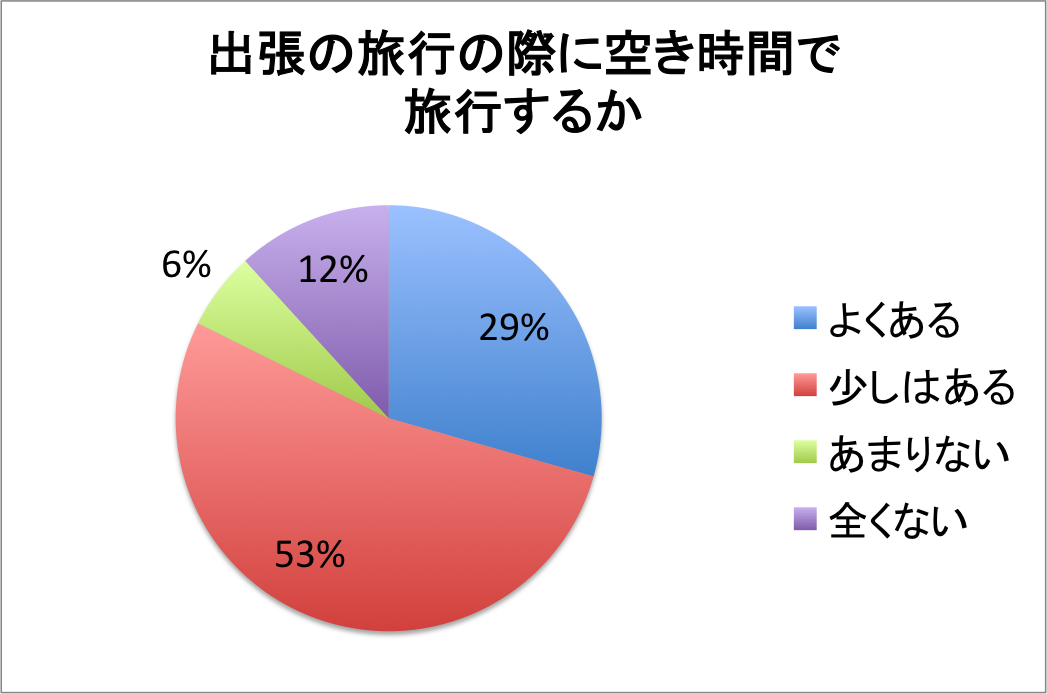 出張の旅行の際に空き時間で
旅行するか
6%
12%
29%
53%
よくある
少しはある
あまりない
全くない